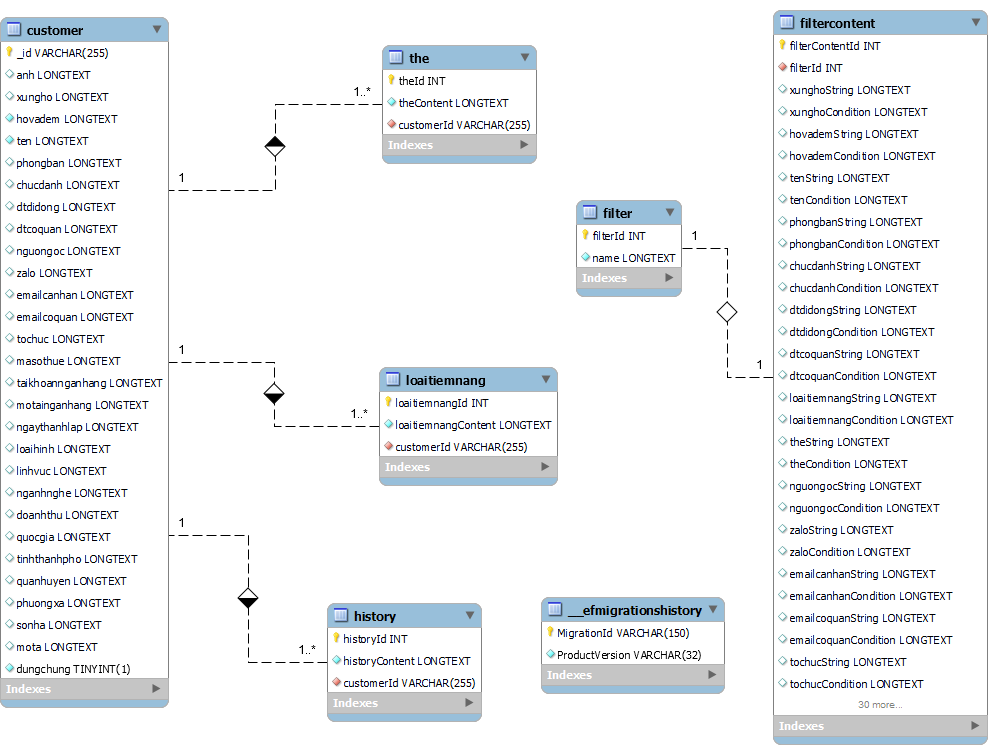 customer
_id VARCHAR(255)
anh LONGTEXT
xungho LONGTEXT
hovadem LONGTEXT
ten LONGTEXT
phongban LONGTEXT
chucdanh LONGTEXT
dtdidong LONGTEXT
dtcoquan LONGTEXT
nguongoc LONGTEXT
zalo LONGTEXT
emailcanhan LONGTEXT
emailcoquan LONGTEXT
tochuc LONGTEXT
masothue LONGTEXT
taikhoannganhang LONGTEXT
motainganhang LONGTEXT
ngaythanhlap LONGTEXT
loaihinh LONGTEXT
linhvuc LONGTEXT
nganhnghe LONGTEXT
doanhthu LONGTEXT
quocgia LONGTEXT
tinhthanhpho LONGTEXT
quanhuyen LONGTEXT
phuongxa LONGTEXT
sonha LONGTEXT
mota LONGTEXT
dungchung TINYINT(1)
Indexes
1
1..*
the
theId INT
theContent LONGTEXT
customerId VARCHAR(255)
Indexes
1
1..*
loaitiemnang
loaitiemnangId INT
loaitiemnangContent LONGTEXT
customerId VARCHAR(255)
Indexes
1
1..*
history
historyId INT
historyContent LONGTEXT
customerId VARCHAR(255)
Indexes
filter
filterId INT
name LONGTEXT
Indexes
1
1
__efmigrationshistory
MigrationId VARCHAR(150)
ProductVersion VARCHAR(32)
Indexes
filtercontent
filterContentId INT
filterId INT
xunghoString LONGTEXT
xunghoCondition LONGTEXT
hovademString LONGTEXT
hovademCondition LONGTEXT
tenString LONGTEXT
tenCondition LONGTEXT
phongbanString LONGTEXT
phongbanCondition LONGTEXT
chucdanhString LONGTEXT
chucdanhCondition LONGTEXT
dtdidongString LONGTEXT
dtdidongCondition LONGTEXT
dtcoquanString LONGTEXT
dtcoquanCondition LONGTEXT
loaitiemnangString LONGTEXT
loaitiemnangCondition LONGTEXT
theString LONGTEXT
theCondition LONGTEXT
nguongocString LONGTEXT
nguongocCondition LONGTEXT
zaloString LONGTEXT
zaloCondition LONGTEXT
emailcanhanString LONGTEXT
emailcanhanCondition LONGTEXT
emailcoquanString LONGTEXT
emailcoquanCondition LONGTEXT
tochucString LONGTEXT
tochucCondition LONGTEXT
30 more...
Indexes